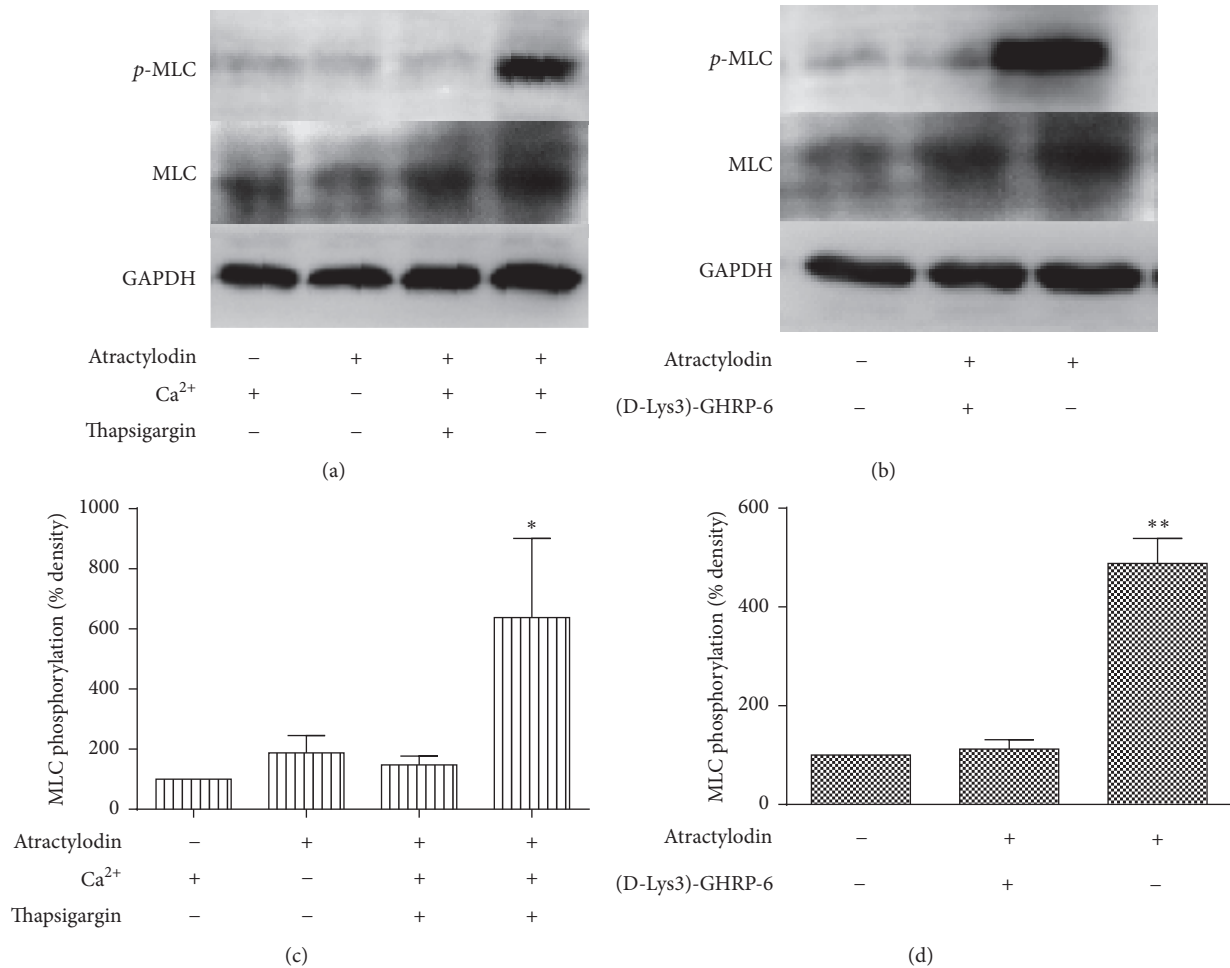 p-MLC
MLC
GAPDH
Atractylodin − + + +
Ca2+ + − + +
Thapsigargin − − + −
(a)
p-MLC
MLC
GAPDH
Atractylodin − + +
(D-Lys3)-GHRP-6 − + −
(b)
MLC phosphorylation (% density)
1000
800
600
400
200
0
*
Atractylodin − + + +
Ca2+ + − + +
Thapsigargin − − + +
(c)
MLC phosphorylation (% density)
600
400
200
0
**
Atractylodin − + +
(D-Lys3)-GHRP-6 − + −
(d)